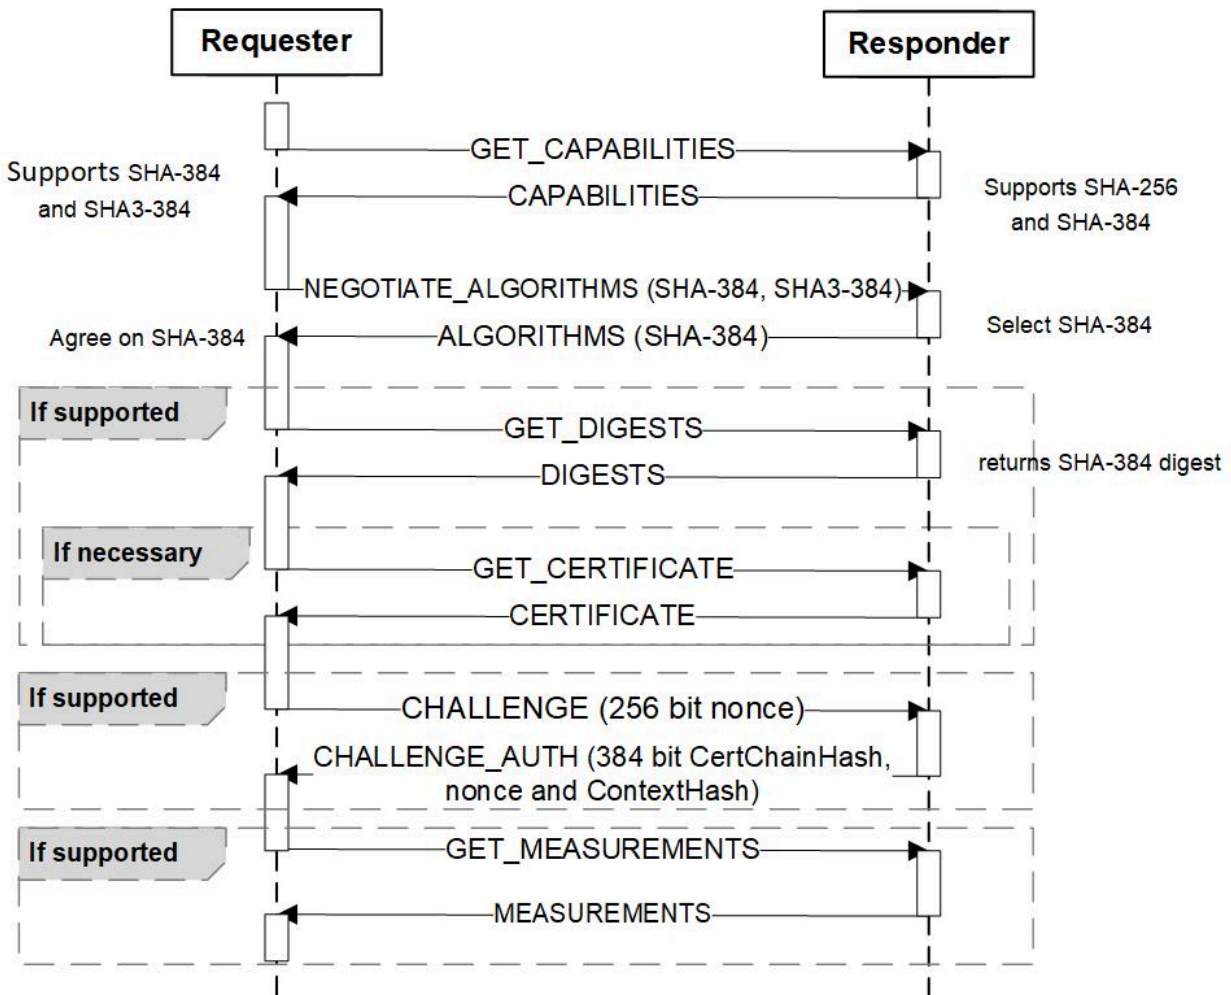 Requester
Responder
GET_CAPABILITIES
Supports SHA-384
and SHA3-384
CAPABILITIES
Supports SHA-256
and SHA-384
NEGOTIATE_ALGORITHMS (SHA-384, SHA3-384)
Agree on SHA-384
ALGORITHMS (SHA-384)
Select SHA-384
If supported
GET_DIGESTS
DIGESTS
returns SHA-384 digest
If necessary
GET_CERTIFICATE
CERTIFICATE
If supported
CHALLENGE (256 bit nonce)
CHALLENGE_AUTH (384 bit CertChainHash,
nonce and ContextHash)
If supported
GET_MEASUREMENTS
MEASUREMENTS